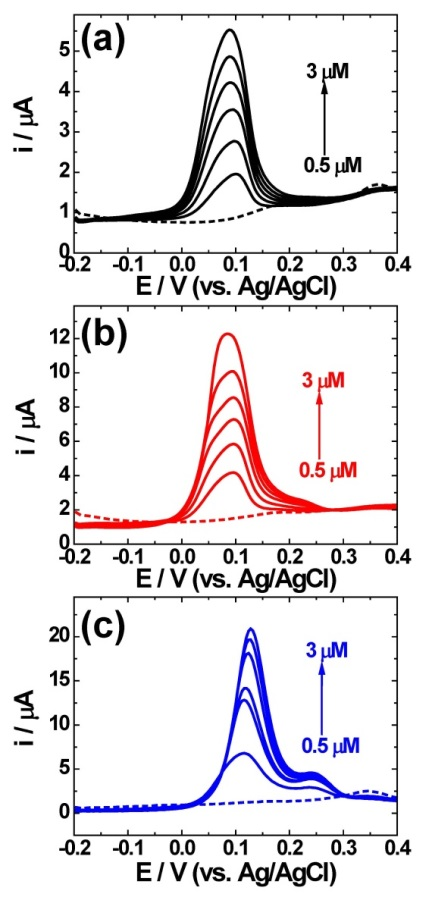 (a)
5
4
3
2
1
0
i / µA
3 µM
0.5 µM
-0.2 -0.1 0.0 0.1 0.2 0.3 0.4
E / V (vs. Ag/AgCl)
(b)
12
10
8
6
4
2
0
i / µA
3 µM
0.5 µM
-0.2 -0.1 0.0 0.1 0.2 0.3 0.4
E / V (vs. Ag/AgCl)
(c)
20
15
10
5
0
i / µA
3 µM
0.5 µM
-0.2 -0.1 0.0 0.1 0.2 0.3 0.4
E / V (vs. Ag/AgCl)